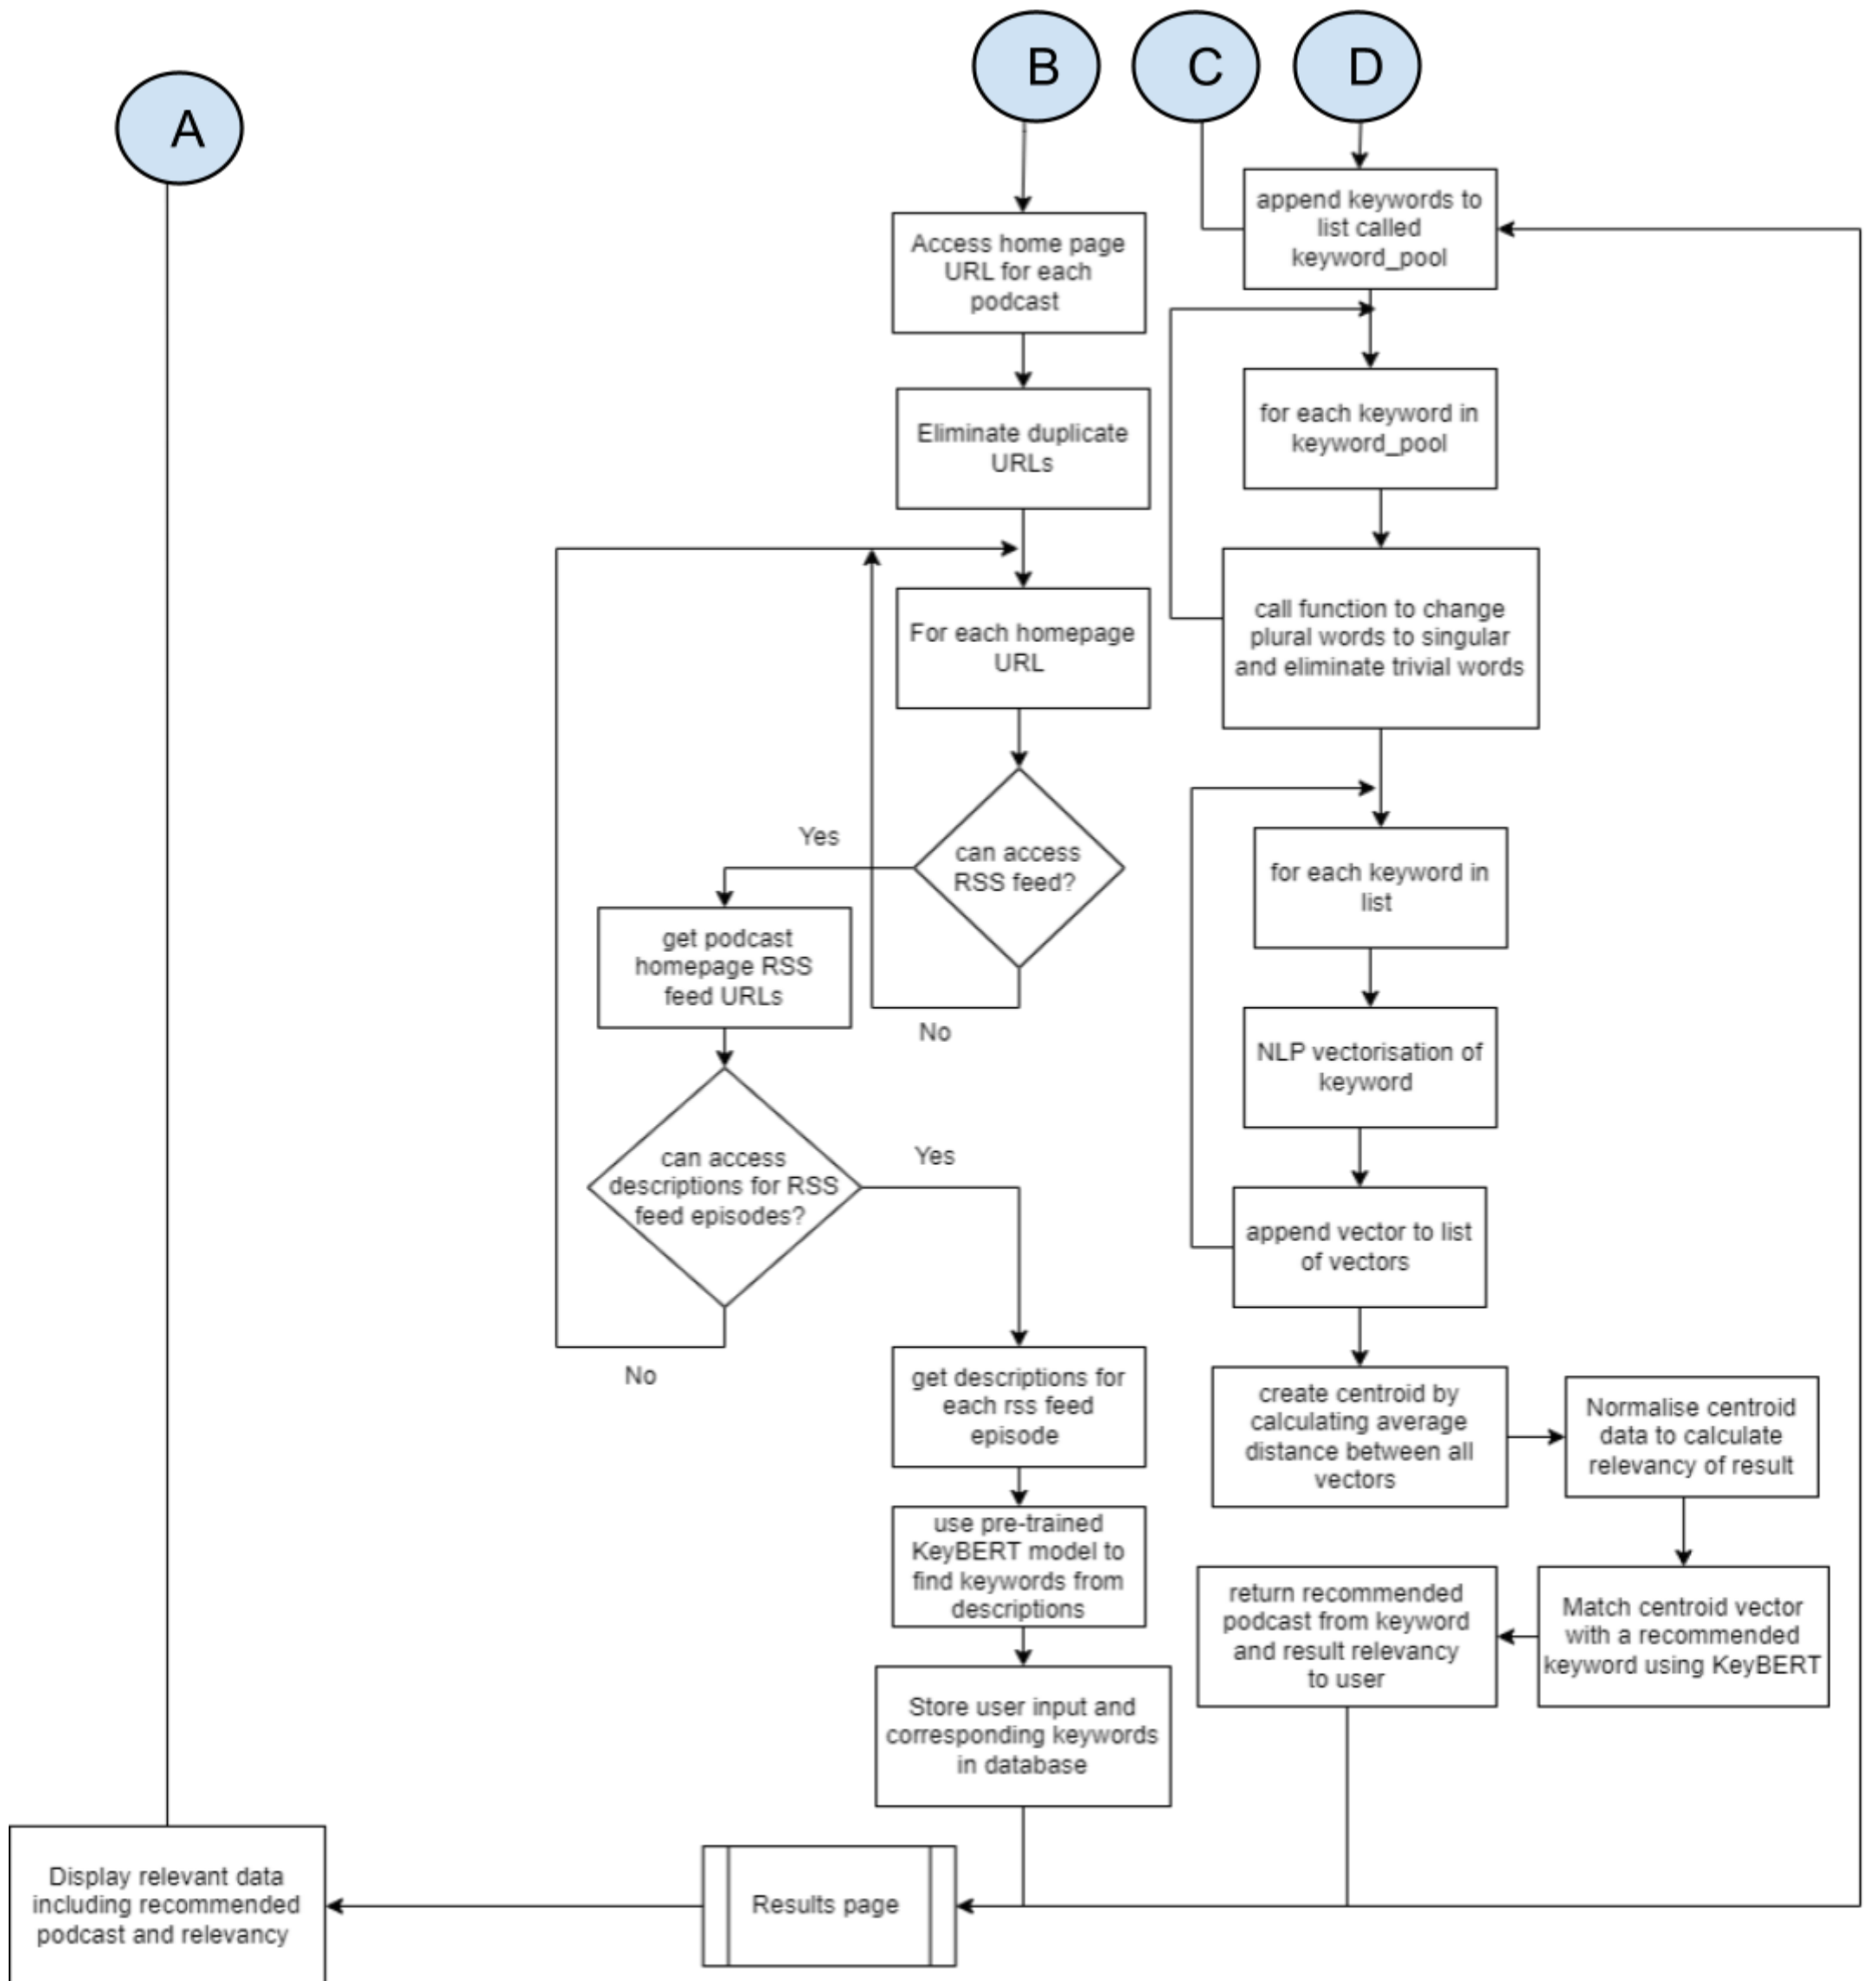 A
B
C
D
Access home page
URL for each
podcast
Eliminate duplicate
URLs
For each homepage
URL
can access
RSS feed?
Yes
No
get podcast
homepage RSS
feed URLs
can access
descriptions for RSS
feed episodes?
Yes
No
get descriptions for
each rss feed
episode
use pre-trained
KeyBERT model to
find keywords from
descriptions
Store user input and
corresponding keywords
in database
append keywords to
list called
keyword_pool
for each keyword in
keyword_pool
call function to change
plural words to singular
and eliminate trivial words
for each keyword in
list
NLP vectorisation of
keyword
append vector to list
of vectors
create centroid by
calculating average
distance between all
vectors
Normalise centroid
data to calculate
relevancy of result
Match centroid vector
with a recommended
keyword using KeyBERT
return recommended
podcast from keyword
and result relevancy
to user
Results page
Display relevant data
including recommended
podcast and relevancy